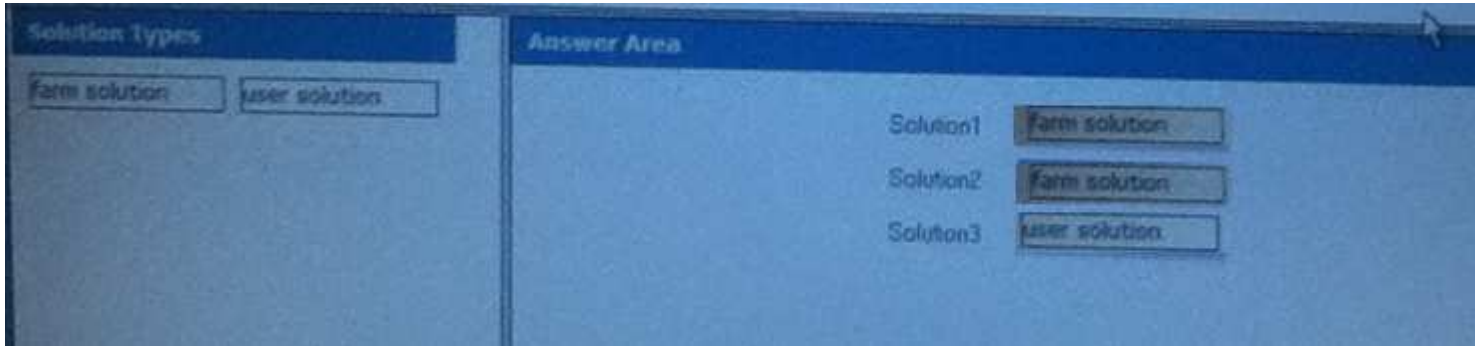 Solution Types
Answer Area
farm solution
user solution
Solution1
farm solution
Solution2
farm solution
Solution3
user solution